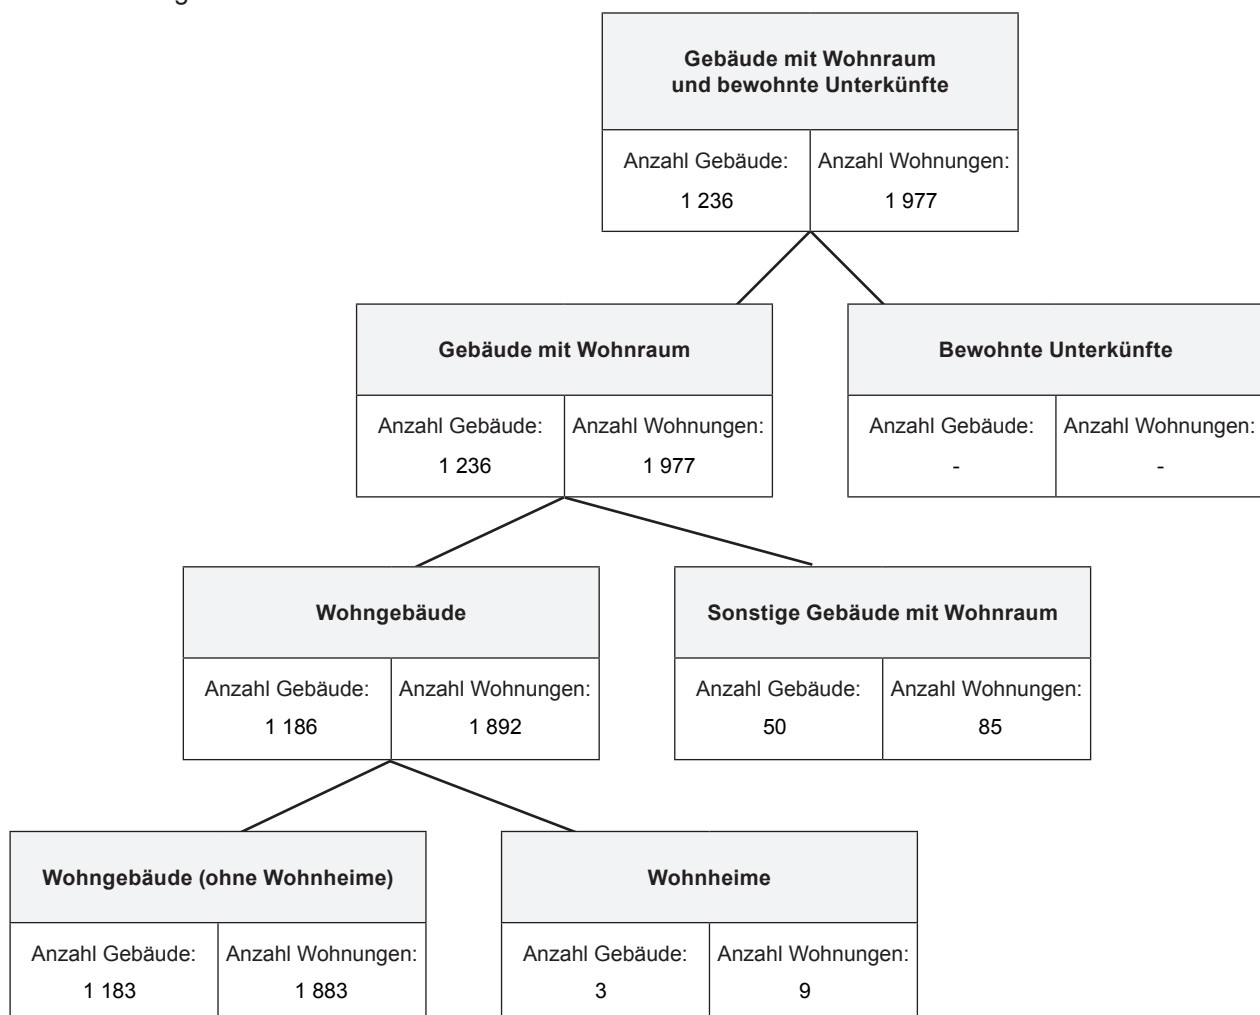 Gebäude mit Wohnraum
und bewohnte Unterkünfte
Anzahl Gebäude: Anzahl Wohnungen:
1 236 1 977
Gebäude mit Wohnraum
Anzahl Gebäude: Anzahl Wohnungen:
1 236 1 977
Bewohnte Unterkünfte
Anzahl Gebäude: Anzahl Wohnungen:
- -
Wohngebäude
Anzahl Gebäude: Anzahl Wohnungen:
1 186 1 892
Sonstige Gebäude mit Wohnraum
Anzahl Gebäude: Anzahl Wohnungen:
50 85
Wohngebäude (ohne Wohnheime)
Anzahl Gebäude: Anzahl Wohnungen:
1 183 1 883
Wohnheime
Anzahl Gebäude: Anzahl Wohnungen:
3 9